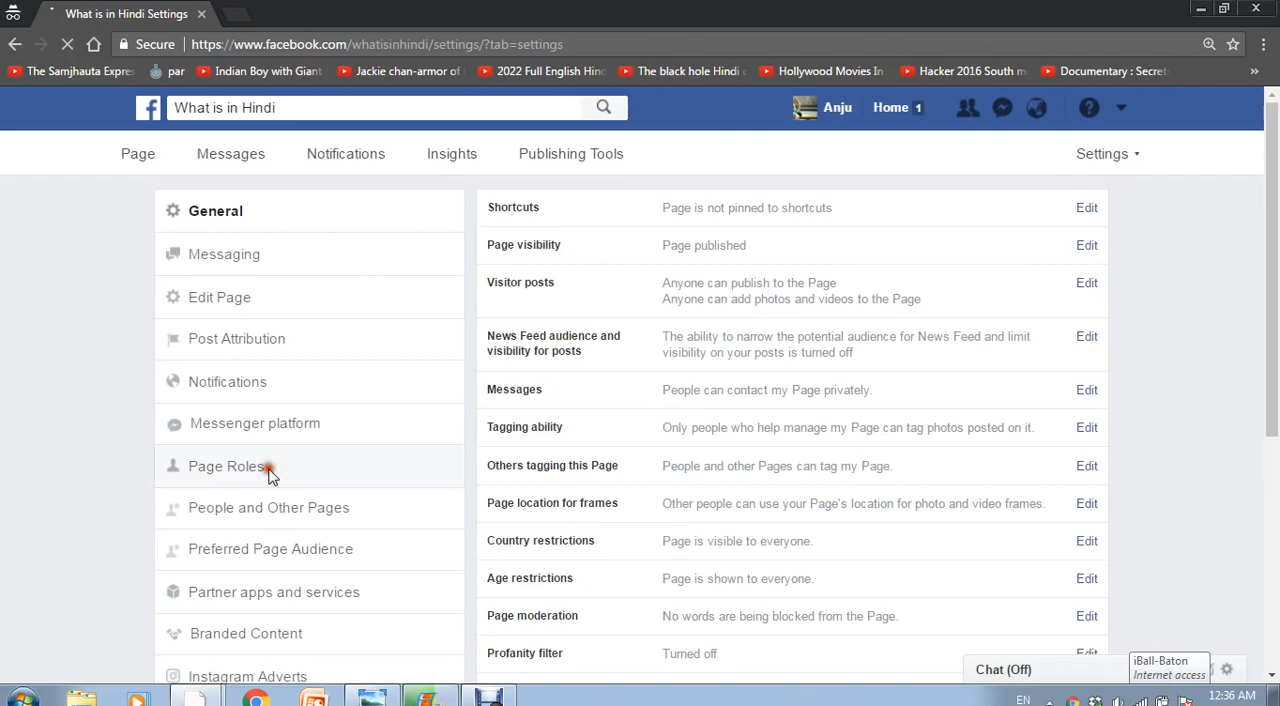 What is in Hindi Settings
Secure
https://www.facebook.com/whatisinhindi/settings/?tab=settings
The Samjhauta Expres
par
Indian Boy with Giant
Jackie chan-armor of
2022 Full English Hind
The black hole Hindi d
Hollywood Movies In
Hacker 2016 South m
Documentary : Secret
What is in Hindi
Anju
Home 1
Page
Messages
Notifications
Insights
Publishing Tools
Settings
General
Messaging
Edit Page
Post Attribution
Notifications
Messenger platform
Page Roles
People and Other Pages
Preferred Page Audience
Partner apps and services
Branded Content
Instagram Adverts
Shortcuts Page is not pinned to shortcuts Edit
Page visibility Page published Edit
Visitor posts Anyone can publish to the Page Edit
Anyone can add photos and videos to the Page
News Feed audience and The ability to narrow the potential audience for News Feed and limit Edit
visibility for posts visibility on your posts is turned off
Messages People can contact my Page privately. Edit
Tagging ability Only people who help manage my Page can tag photos posted on it. Edit
Others tagging this Page People and other Pages can tag my Page. Edit
Page location for frames Other people can use your Page's location for photo and video frames. Edit
Country restrictions Page is visible to everyone. Edit
Age restrictions Page is shown to everyone. Edit
Page moderation No words are being blocked from the Page. Edit
Profanity filter Turned off Edit
Chat (Off)
iBall-Baton
Internet access
EN
12:36 AM